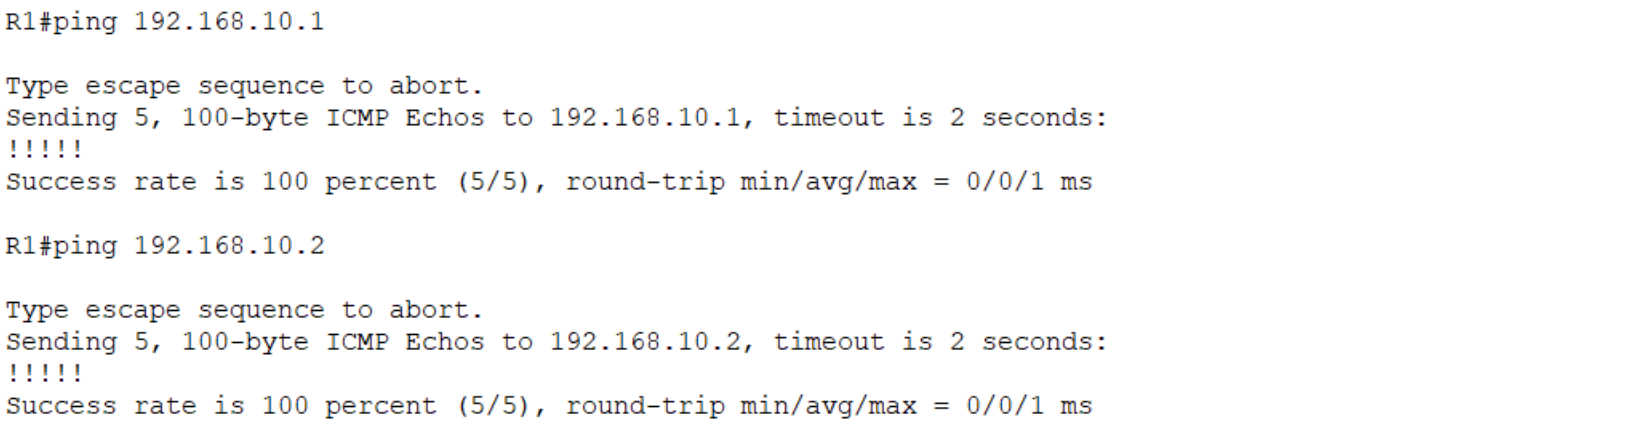 R1#ping 192.168.10.1
Type escape sequence to abort.
Sending 5, 100-byte ICMP Echos to 192.168.10.1, timeout is 2 seconds:
!!!!!
Success rate is 100 percent (5/5), round-trip min/avg/max = 0/0/1 ms
R1#ping 192.168.10.2
Type escape sequence to abort.
Sending 5, 100-byte ICMP Echos to 192.168.10.2, timeout is 2 seconds:
!!!!!
Success rate is 100 percent (5/5), round-trip min/avg/max = 0/0/1 ms